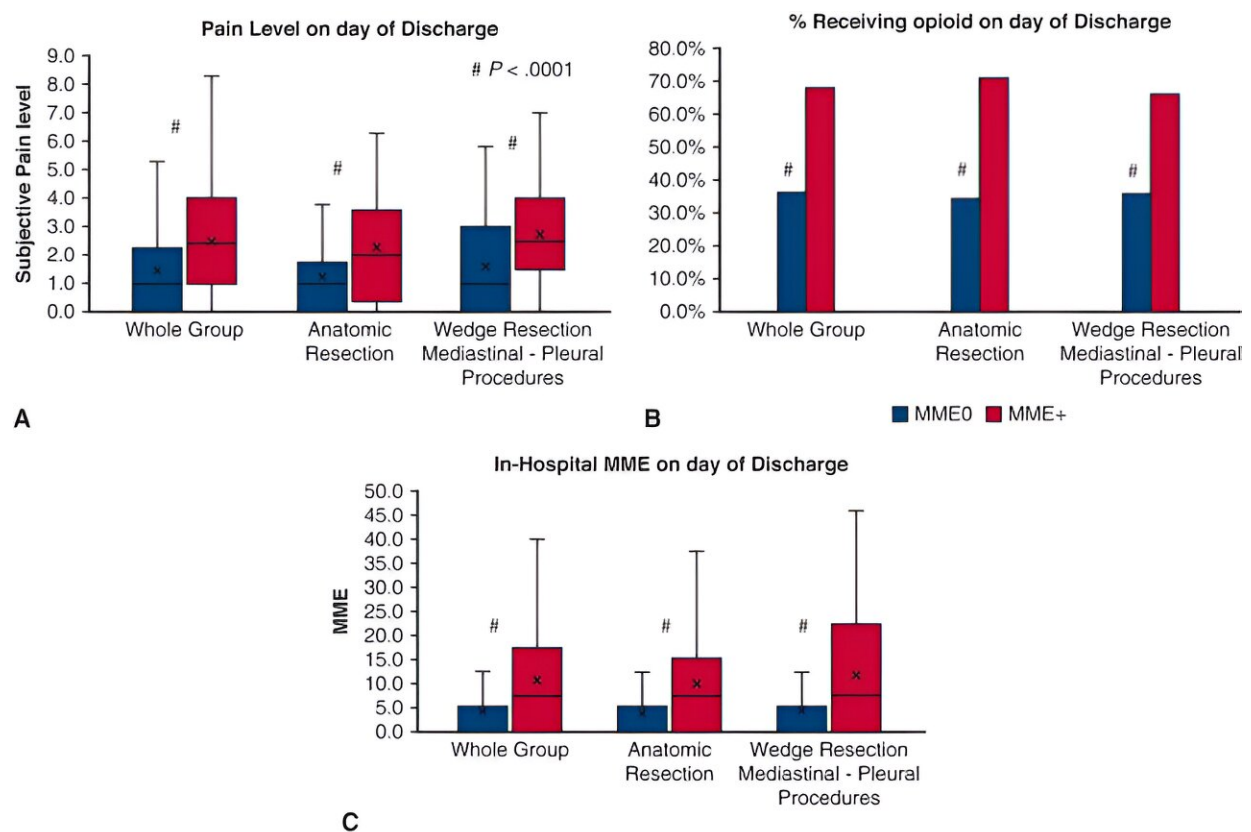 A
Pain Level on day of Discharge
Subjective Pain level
9.0
8.0
7.0
6.0
5.0
4.0
3.0
2.0
1.0
0.0
# P < .0001
#
#
#
Whole Group
Anatomic
Resection
Wedge Resection
Mediastinal - Pleural
Procedures
B
% Receiving opioid on day of Discharge
80.0%
70.0%
60.0%
50.0%
40.0%
30.0%
20.0%
10.0%
0.0%
#
#
#
Whole Group
Anatomic
Resection
Wedge Resection
Mediastinal - Pleural
Procedures
MME0 MME+
In-Hospital MME on day of Discharge
MME
50.0
45.0
40.0
35.0
30.0
25.0
20.0
15.0
10.0
5.0
0.0
#
#
#
Whole Group
Anatomic
Resection
Wedge Resection
Mediastinal - Pleural
Procedures
C